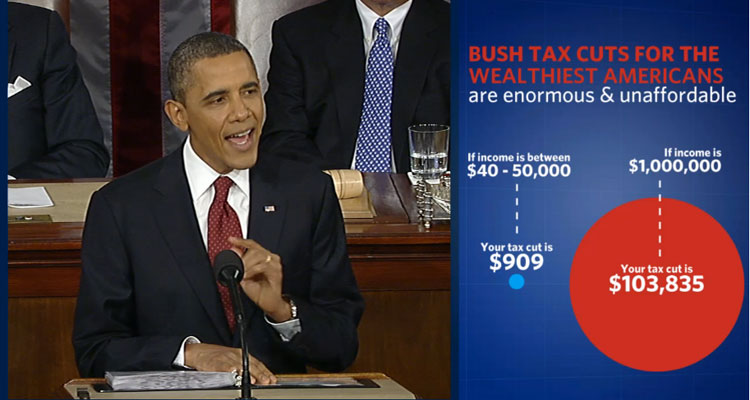 BUSH TAX CUTS FOR THE
WEALTHIEST AMERICANS
are enormous & unaffordable
If income is between
$40 - 50,000
Your tax cut is
$909
If income is
$1,000,000
Your tax cut is
$103,835